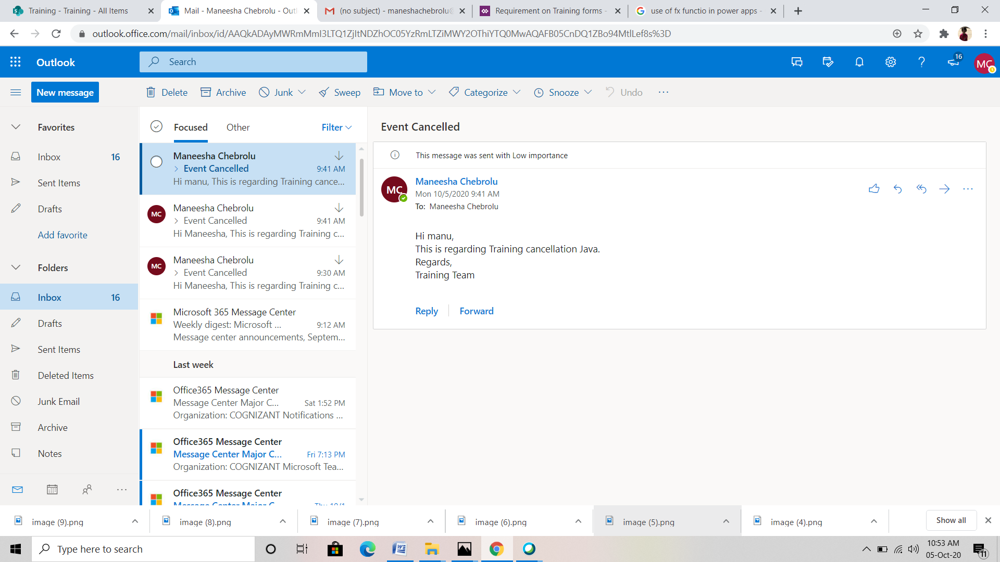 Training - Training - All Items
Mail - Maneesha Chebrolu - Outl
(no subject) - maneshachebrolu@
Requirement on Training forms -
use of fx functio in power apps -
outlook.office.com/mail/inbox/id/AAQkADAyMWRmMmI3LTQ1ZjItNDZhOC05YzRmLTZiMWY2OThiYTQ0MwAQAFB05CnDQ1ZBo94MtlLef8s%3D
Outlook
Search
16
MC
New message
Delete
Archive
Junk
Sweep
Move to
Categorize
Snooze
Undo
Favorites
Inbox 16
Sent Items
Drafts
Add favorite
Folders
Inbox 16
Drafts
Sent Items
Deleted Items
Junk Email
Archive
Notes
Focused
Other
Filter
Maneesha Chebrolu
Event Cancelled 9:41 AM
Hi manu, This is regarding Training cance...
MC
Maneesha Chebrolu
Event Cancelled 9:41 AM
Hi Maneesha, This is regarding Training c...
MC
Maneesha Chebrolu
Event Cancelled 9:30 AM
Hi Maneesha, This is regarding Training c...
Microsoft 365 Message Center
Weekly digest: Microsoft ... 9:12 AM
Message center announcements, Septem...
Last week
Office365 Message Center
Message Center Major C... Sat 1:52 PM
Organization: COGNIZANT Notifications ...
Office365 Message Center
Message Center Major C... Fri 7:13 PM
Organization: COGNIZANT Microsoft Tea...
Office365 Message Center
Message Center Major C... Thu 10/1
Event Cancelled
This message was sent with Low importance
MC
Maneesha Chebrolu
Mon 10/5/2020 9:41 AM
To: Maneesha Chebrolu
Hi manu,
This is regarding Training cancellation Java.
Regards,
Training Team
Reply
Forward
image (9).png
image (8).png
image (7).png
image (6).png
image (5).png
image (4).png
Show all
Type here to search
10:53 AM
05-Oct-20
11